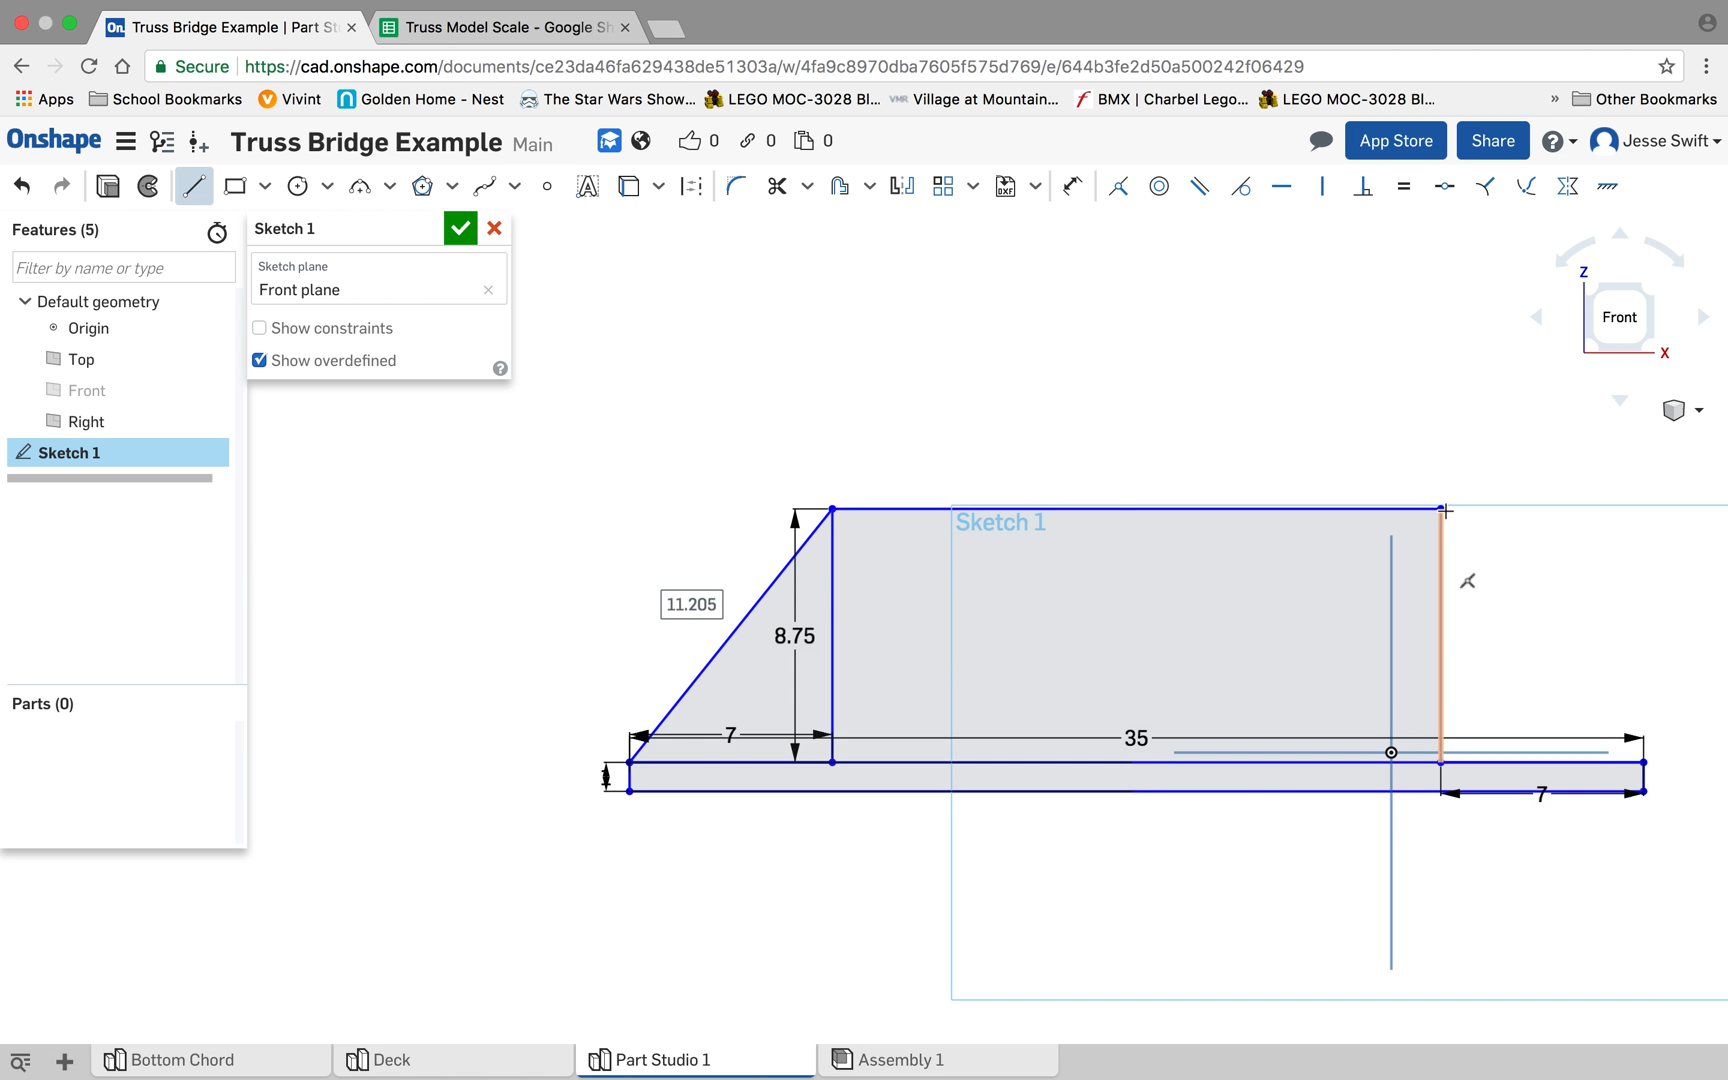 Truss Bridge Example | Part St
Truss Model Scale - Google Sh
Secure
https://cad.onshape.com/documents/ce23da46fa629438de51303a/w/4fa9c8970dba7605f575d769/e/644b3fe2d50a500242f06429
Apps
School Bookmarks
Vivint
Golden Home - Nest
The Star Wars Show...
LEGO MOC-3028 Bl...
VMR Village at Mountain...
BMX | Charbel Lego...
LEGO MOC-3028 Bl...
»
Other Bookmarks
Onshape
Truss Bridge Example Main
0
0
0
App Store
Share
Jesse Swift
DXF
Features (5)
Filter by name or type
Default geometry
Origin
Top
Front
Right
Sketch 1
Parts (0)
Sketch 1
Sketch plane
Front plane
Show constraints
Show overdefined
Z
Front
X
Sketch 1
11.205
8.75
7
35
7
Bottom Chord
Deck
Part Studio 1
Assembly 1